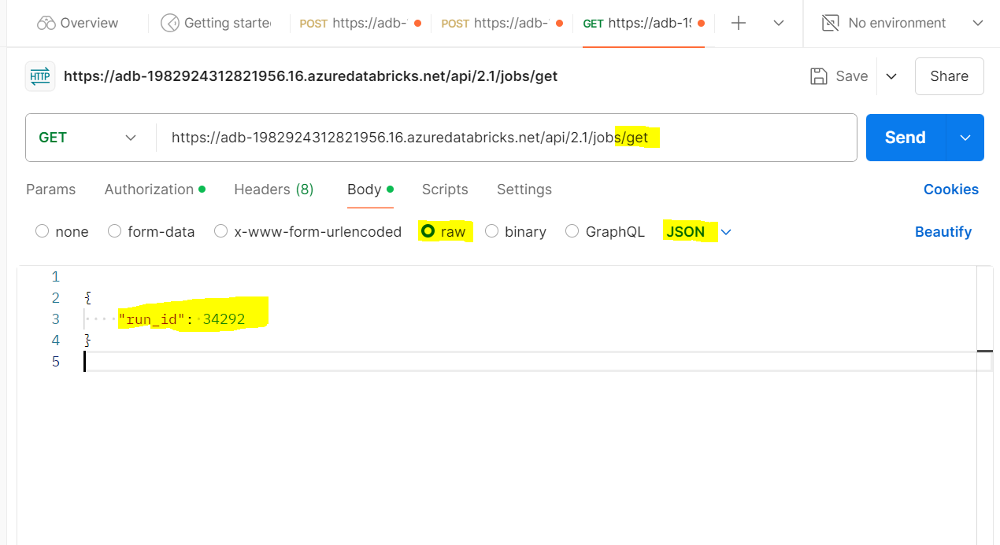 Overview Getting starte POST https://adb- POST https://adb- GET https://adb-19 No environment
HTTP https://adb-1982924312821956.16.azuredatabricks.net/api/2.1/jobs/get Save Share
GET https://adb-1982924312821956.16.azuredatabricks.net/api/2.1/jobs/get Send
Params Authorization Headers (8) Body Scripts Settings Cookies
none form-data x-www-form-urlencoded raw binary GraphQL JSON Beautify
1
2 {
3 "run_id": 34292
4 }
5